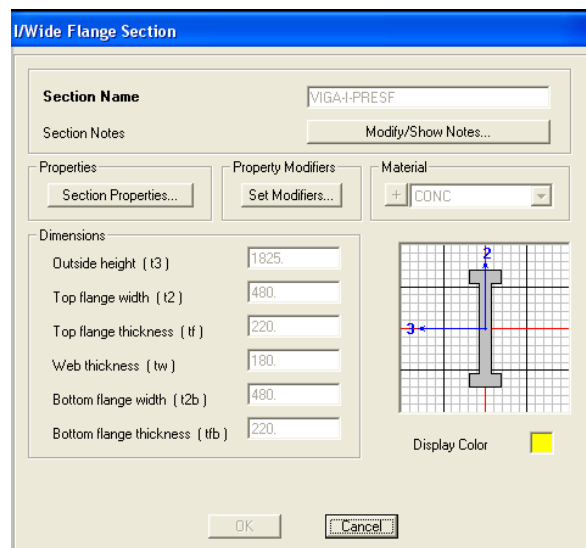 I/Wide Flange Section
Section Name VIGA-I-PRESF
Section Notes Modify/Show Notes...
Properties Property Modifiers Material
Section Properties... Set Modifiers... + CONC
Dimensions
Outside height ( t3 ) 1825.
Top flange width ( t2 ) 480.
Top flange thickness ( tf ) 220.
Web thickness ( tw ) 180.
Bottom flange width ( t2b ) 480.
Bottom flange thickness ( tfb ) 220.
2
3
Display Color
OK Cancel